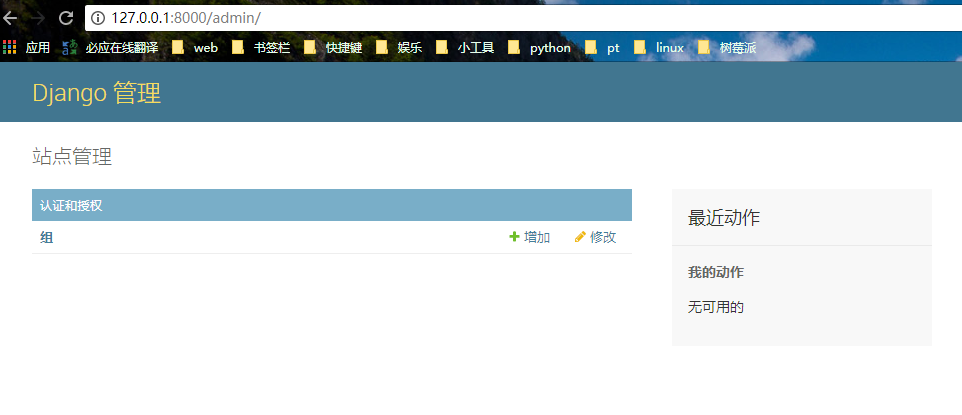 127.0.0.1:8000/admin/
应用 必应在线翻译 web 书签栏 快捷键 娱乐 小工具 python pt linux 树莓派
Django 管理
站点管理
认证和授权
组 增加 修改
最近动作
我的动作
无可用的